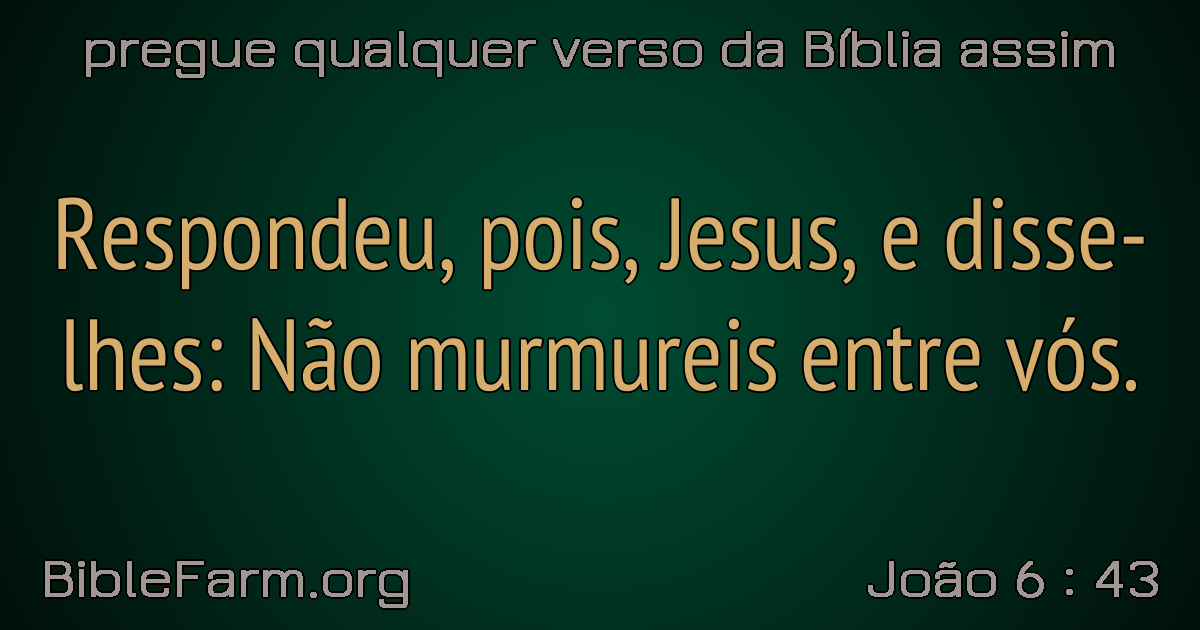 pregue qualquer verso da Bíblia assim
Respondeu, pois, Jesus, e disse-
lhes: Não murmureis entre vós.
BibleFarm.org
João 6 : 43